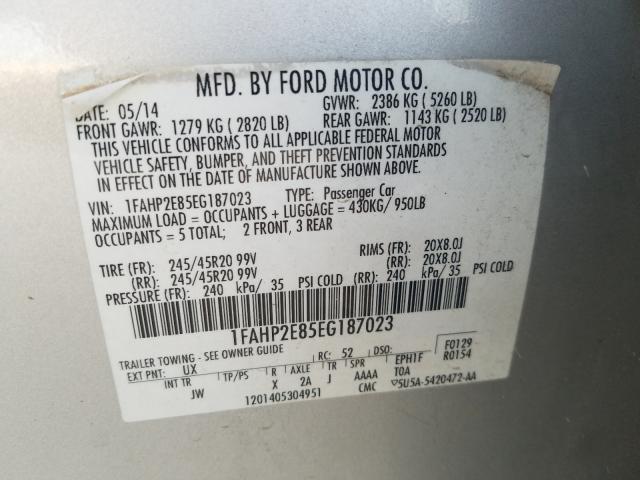 MFD. BY FORD MOTOR CO.
DATE: 05/14 GVWR: 2386 KG ( 5260 LB)
FRONT GAWR: 1279 KG ( 2820 LB) REAR GAWR: 1143 KG ( 2520 LB)
THIS VEHICLE CONFORMS TO ALL APPLICABLE FEDERAL MOTOR
VEHICLE SAFETY, BUMPER, AND THEFT PREVENTION STANDARDS
IN EFFECT ON THE DATE OF MANUFACTURE SHOWN ABOVE.
VIN: 1FAHP2E85EG187023 TYPE: Passenger Car
MAXIMUM LOAD = OCCUPANTS + LUGGAGE = 430KG/ 950LB
OCCUPANTS = 5 TOTAL; 2 FRONT, 3 REAR
TIRE (FR): 245/45R20 99V RIMS (FR): 20X8.0J
(RR): 245/45R20 99V (RR): 20X8.0J
PRESSURE (FR): 240 kPa/ 35 PSI COLD (RR): 240 kPa/ 35 PSI COLD
1FAHP2E85EG187023
TRAILER TOWING - SEE OWNER GUIDE
F0129
EXT PNT: UX RC: 52 DSO: R0154
INT TR TP/PS R AXLE TR SPR EPH1F
JW X 2A J AAAA TOA
1201405304951 CMC ▽5U5A-5420472-AA